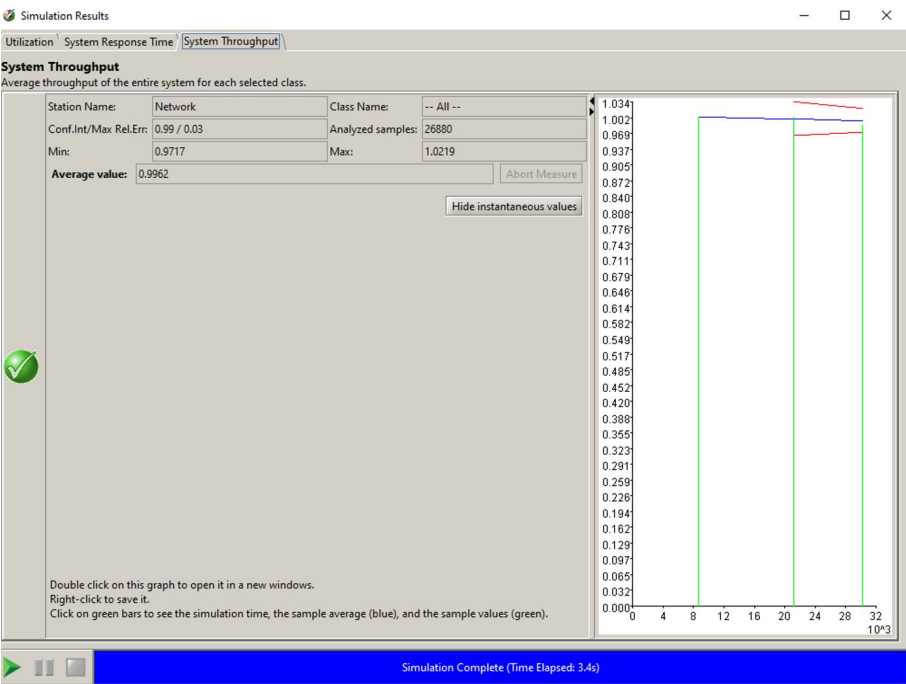 Simulation Results
Utilization System Response Time System Throughput
System Throughput
Average throughput of the entire system for each selected class.
Station Name: Network Class Name: -- All --
Conf.Int/Max Rel.Err: 0.99 / 0.03 Analyzed samples: 26880
Min: 0.9717 Max: 1.0219
Average value: 0.9962 Abort Measure
Hide instantaneous values
Double click on this graph to open it in a new windows.
Right-click to save it.
Click on green bars to see the simulation time, the sample average (blue), and the sample values (green).
1.034
1.002
0.969
0.937
0.905
0.872
0.840
0.808
0.776
0.743
0.711
0.679
0.646
0.614
0.582
0.549
0.517
0.485
0.452
0.420
0.388
0.355
0.323
0.291
0.259
0.226
0.194
0.162
0.129
0.097
0.065
0.032
0.000
0 4 8 12 16 20 24 28 32
10^3
Simulation Complete (Time Elapsed: 3.4s)